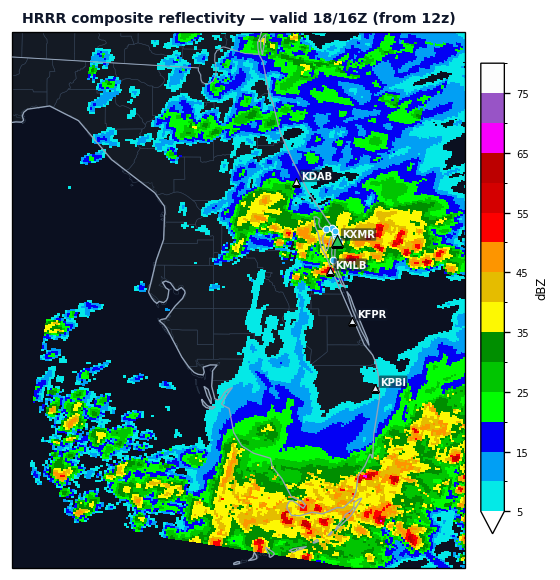 HRRR composite reflectivity — valid 18/16Z (from 12z)
KDAB
KXMR
KMLB
KFPR
KPBI
75
65
55
45
35
25
15
5
dBZ